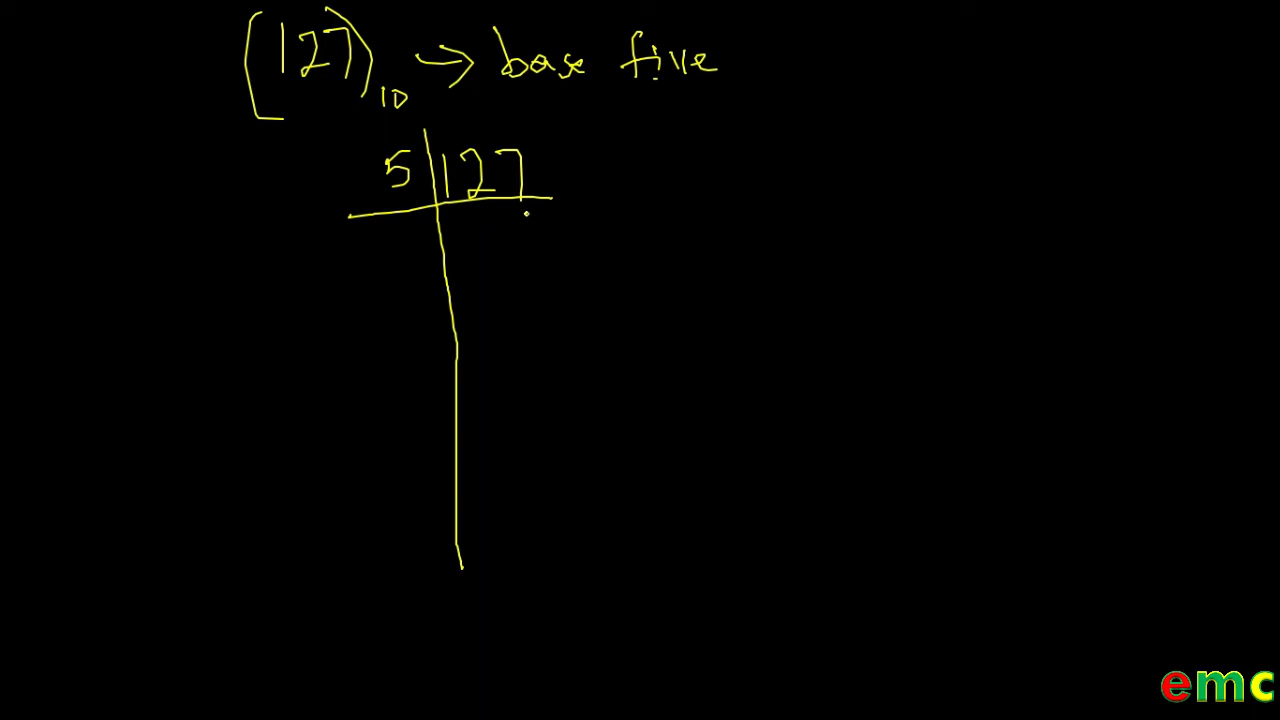 (127)₁₀ → base five
5 | 127
emc